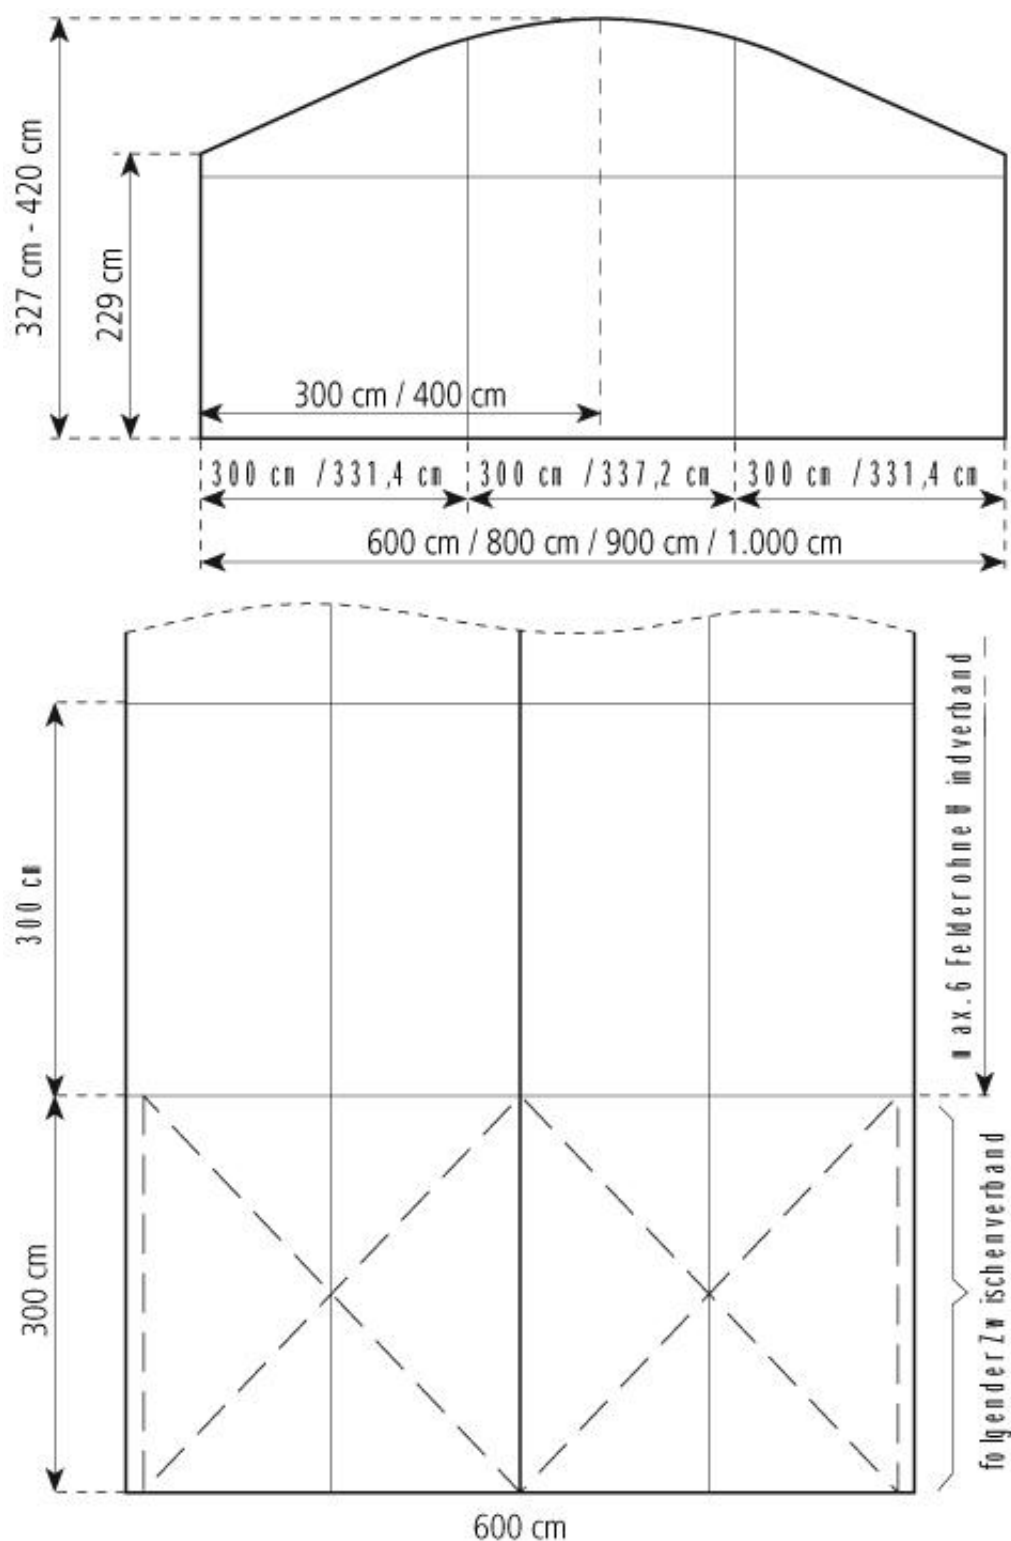 327 cm - 420 cm
229 cm
300 cm / 400 cm
300 cm / 331,4 cm
300 cm / 337,2 cm
300 cm / 331,4 cm
600 cm / 800 cm / 900 cm / 1.000 cm
300 cm
max. 6 Felder ohne Windverband
300 cm
folgender Zwischenverband
600 cm